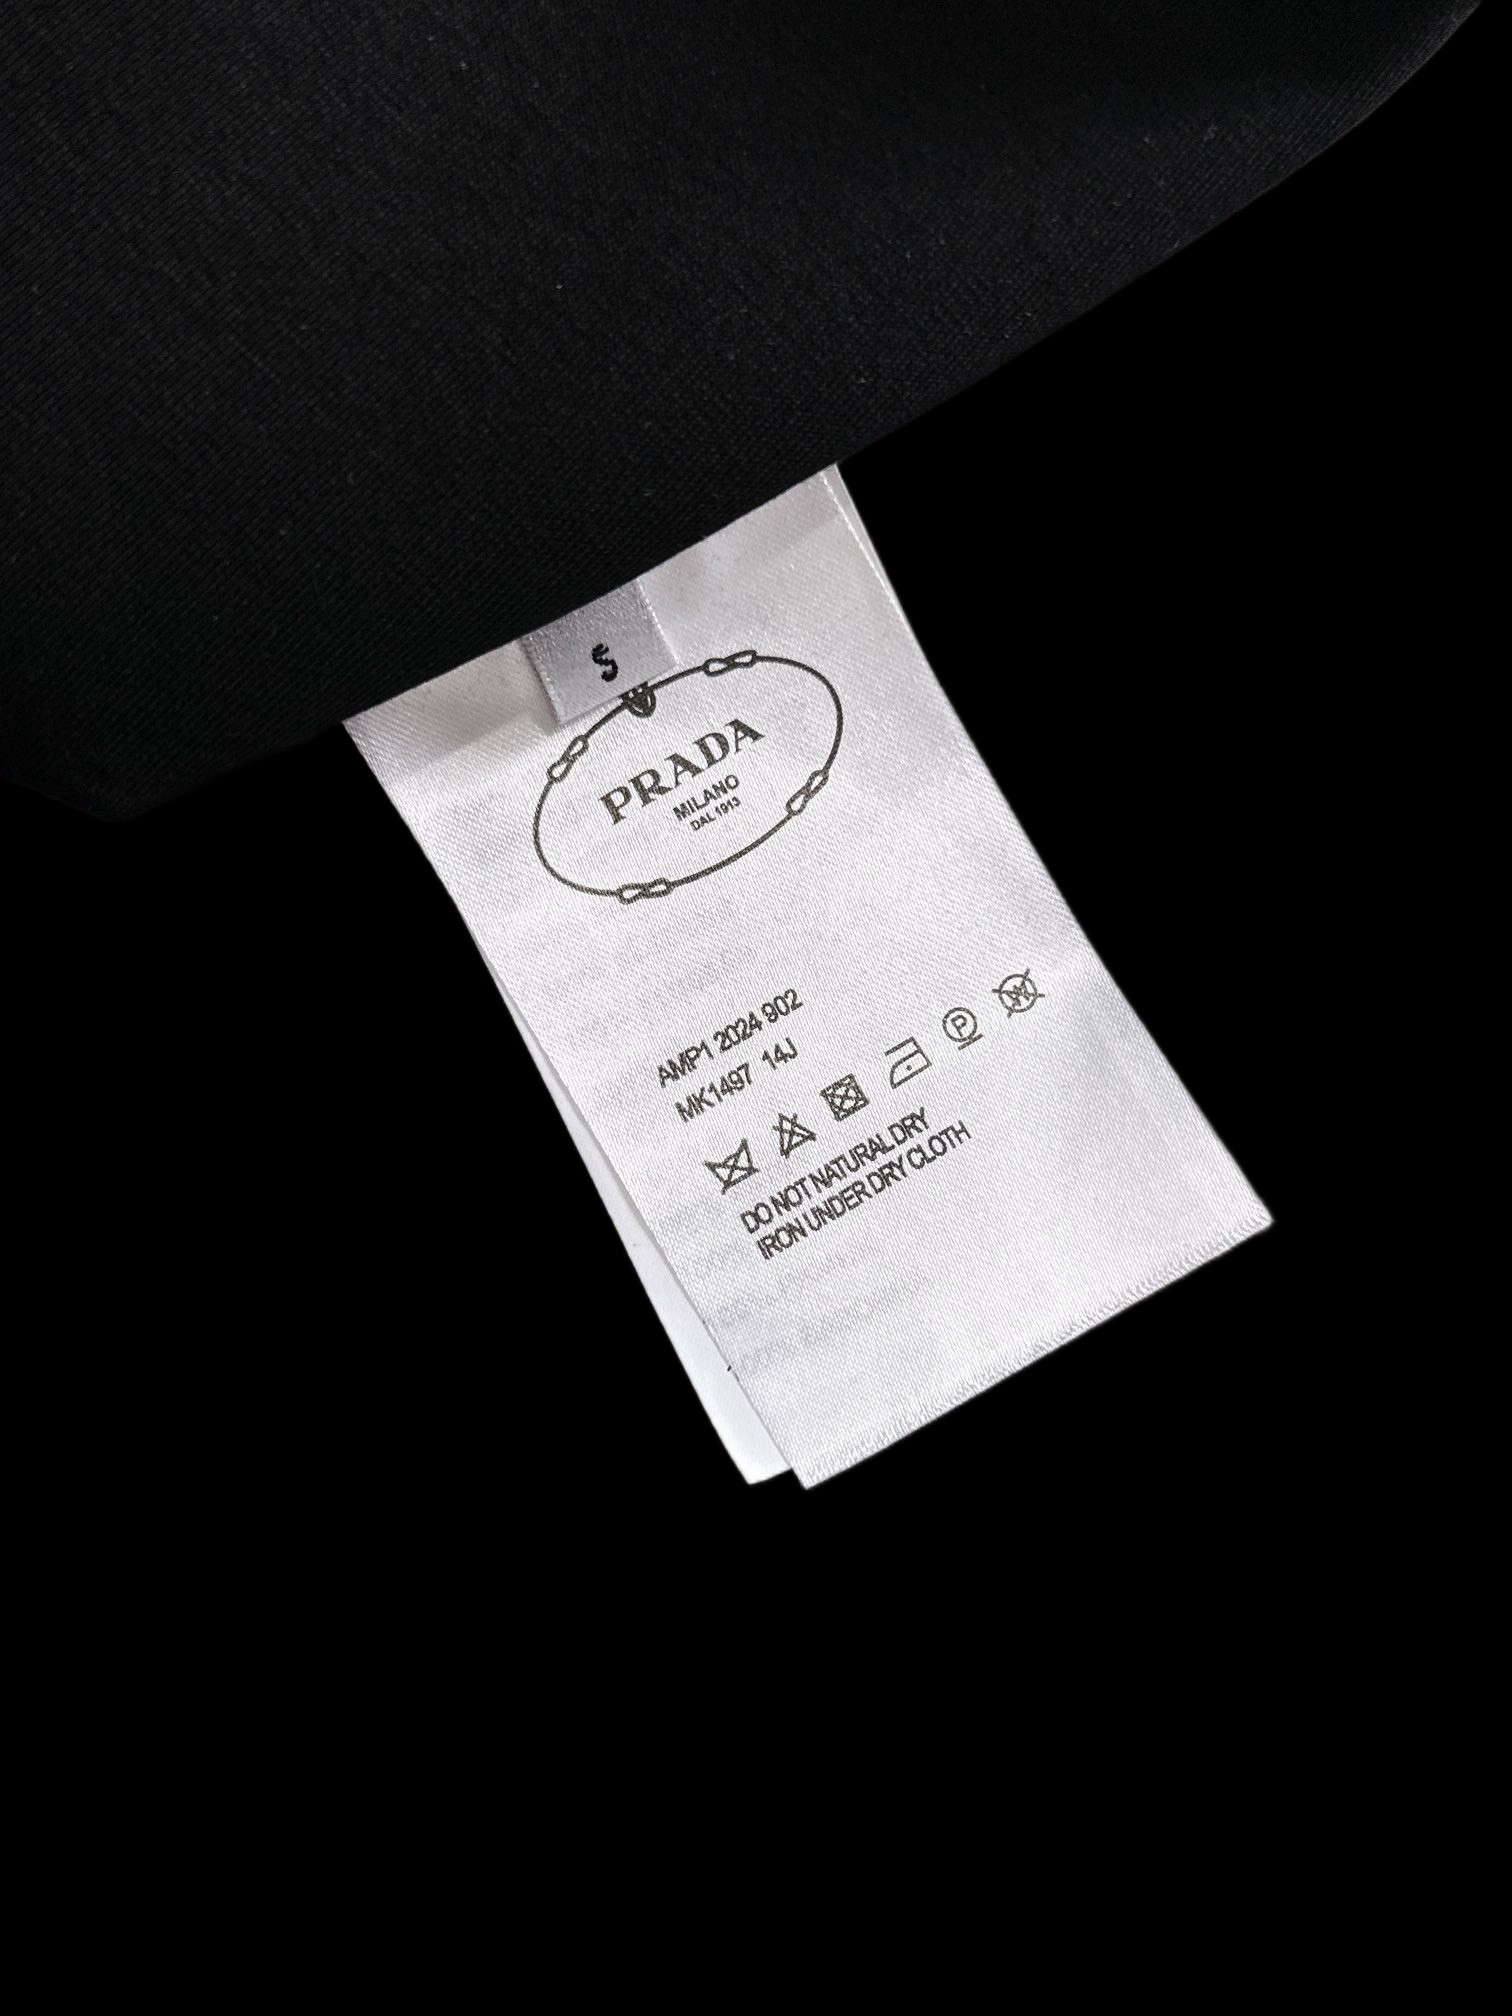 S
PRADA
MILANO
DAL 1913
AMP1 2024 902
MK1497 14J
P
W
DO NOT NATURAL DRY
IRON UNDER DRY CLOTH